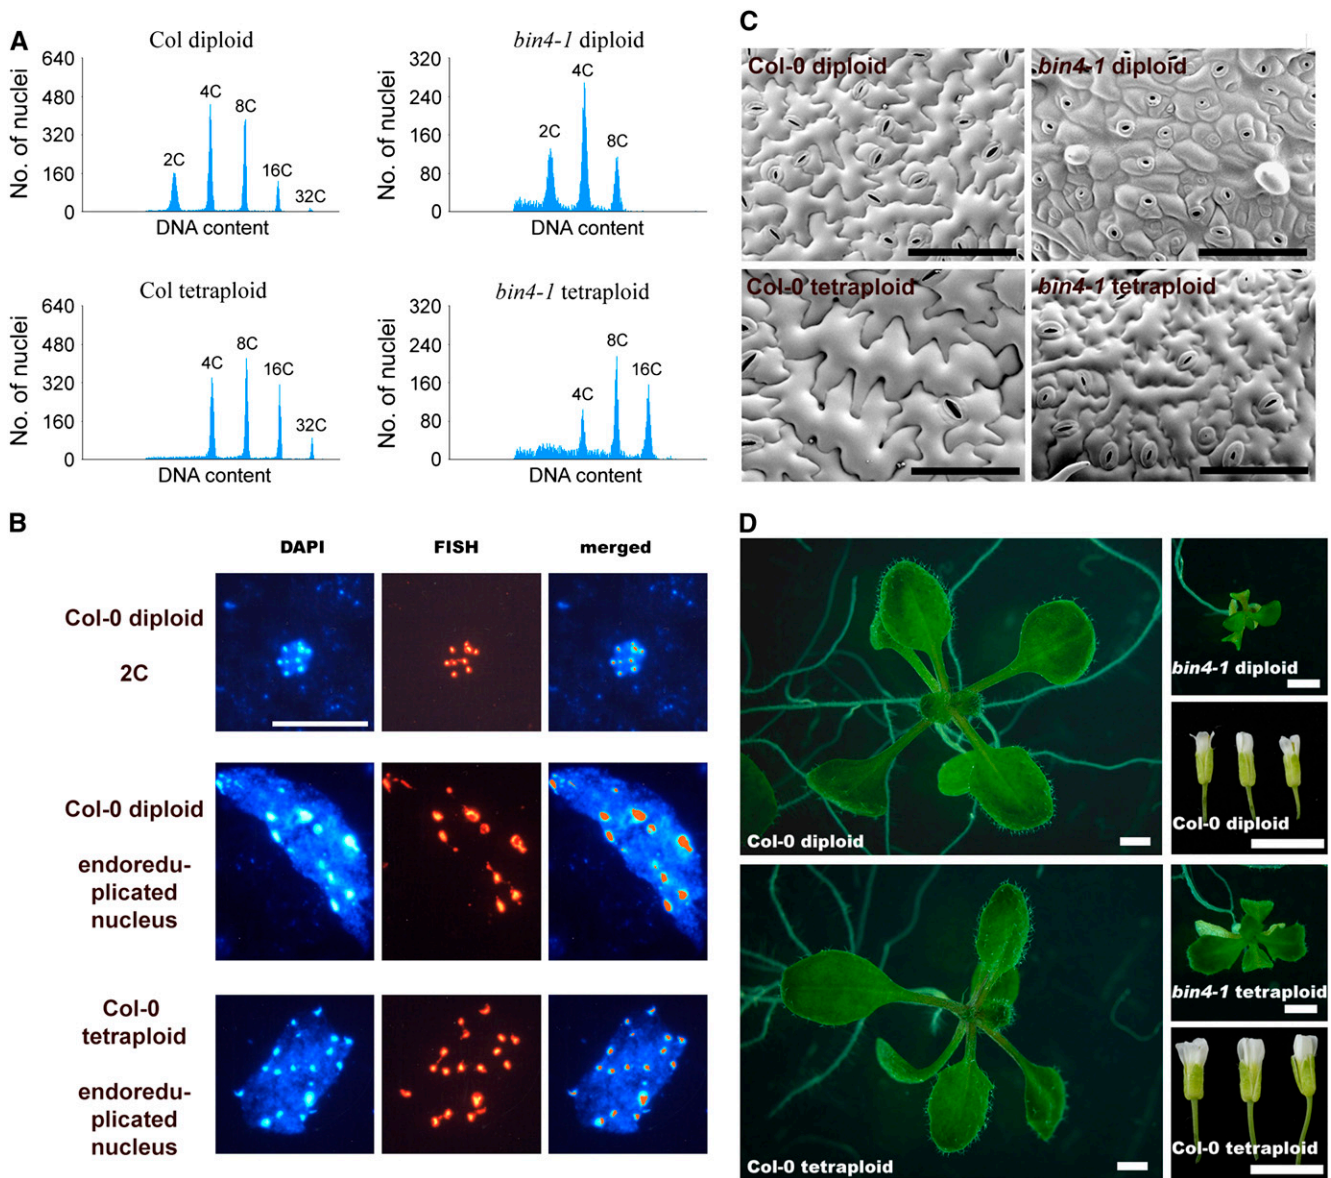 A
Col diploid
No. of nuclei
640
480
320
160
0
2C
4C
8C
16C
32C
DNA content
bin4-1 diploid
No. of nuclei
320
240
160
80
0
2C
4C
8C
DNA content
Col tetraploid
No. of nuclei
640
480
320
160
0
4C
8C
16C
32C
DNA content
bin4-1 tetraploid
No. of nuclei
320
240
160
80
0
4C
8C
16C
DNA content
B
DAPI FISH merged
Col-0 diploid
2C
Col-0 diploid
endoredu-
plicated
nucleus
Col-0
tetraploid
endoredu-
plicated
nucleus
C
Col-0 diploid
bin4-1 diploid
Col-0 tetraploid
bin4-1 tetraploid
D
Col-0 diploid
bin4-1 diploid
Col-0 diploid
Col-0 tetraploid
bin4-1 tetraploid
Col-0 tetraploid